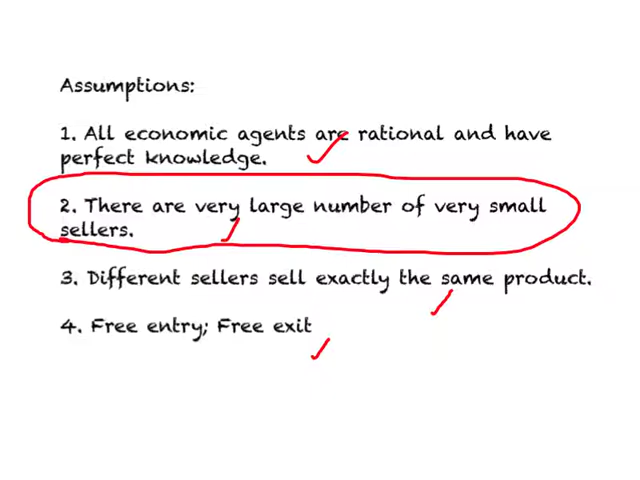 Assumptions:
1. All economic agents are rational and have
perfect knowledge.
2. There are very large number of very small
sellers.
3. Different sellers sell exactly the same product.
4. Free entry; Free exit